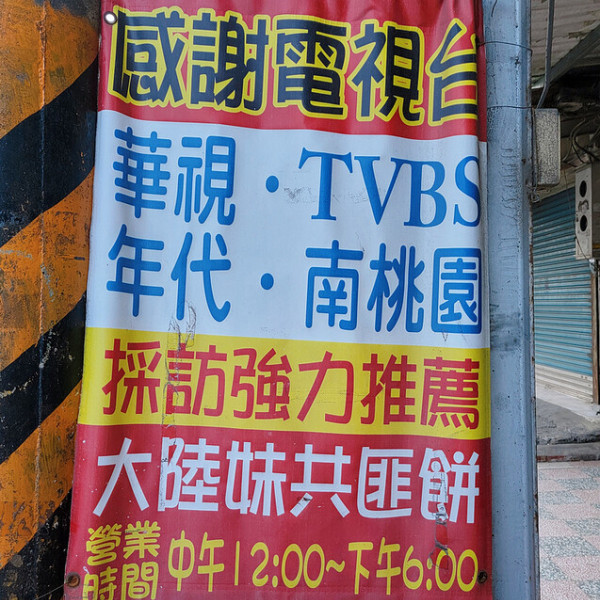 感謝電視台
華視·TVBS
年代·南桃園
採訪強力推薦
大陸妹共匪餅
營業時間 中午12:00~下午6:00